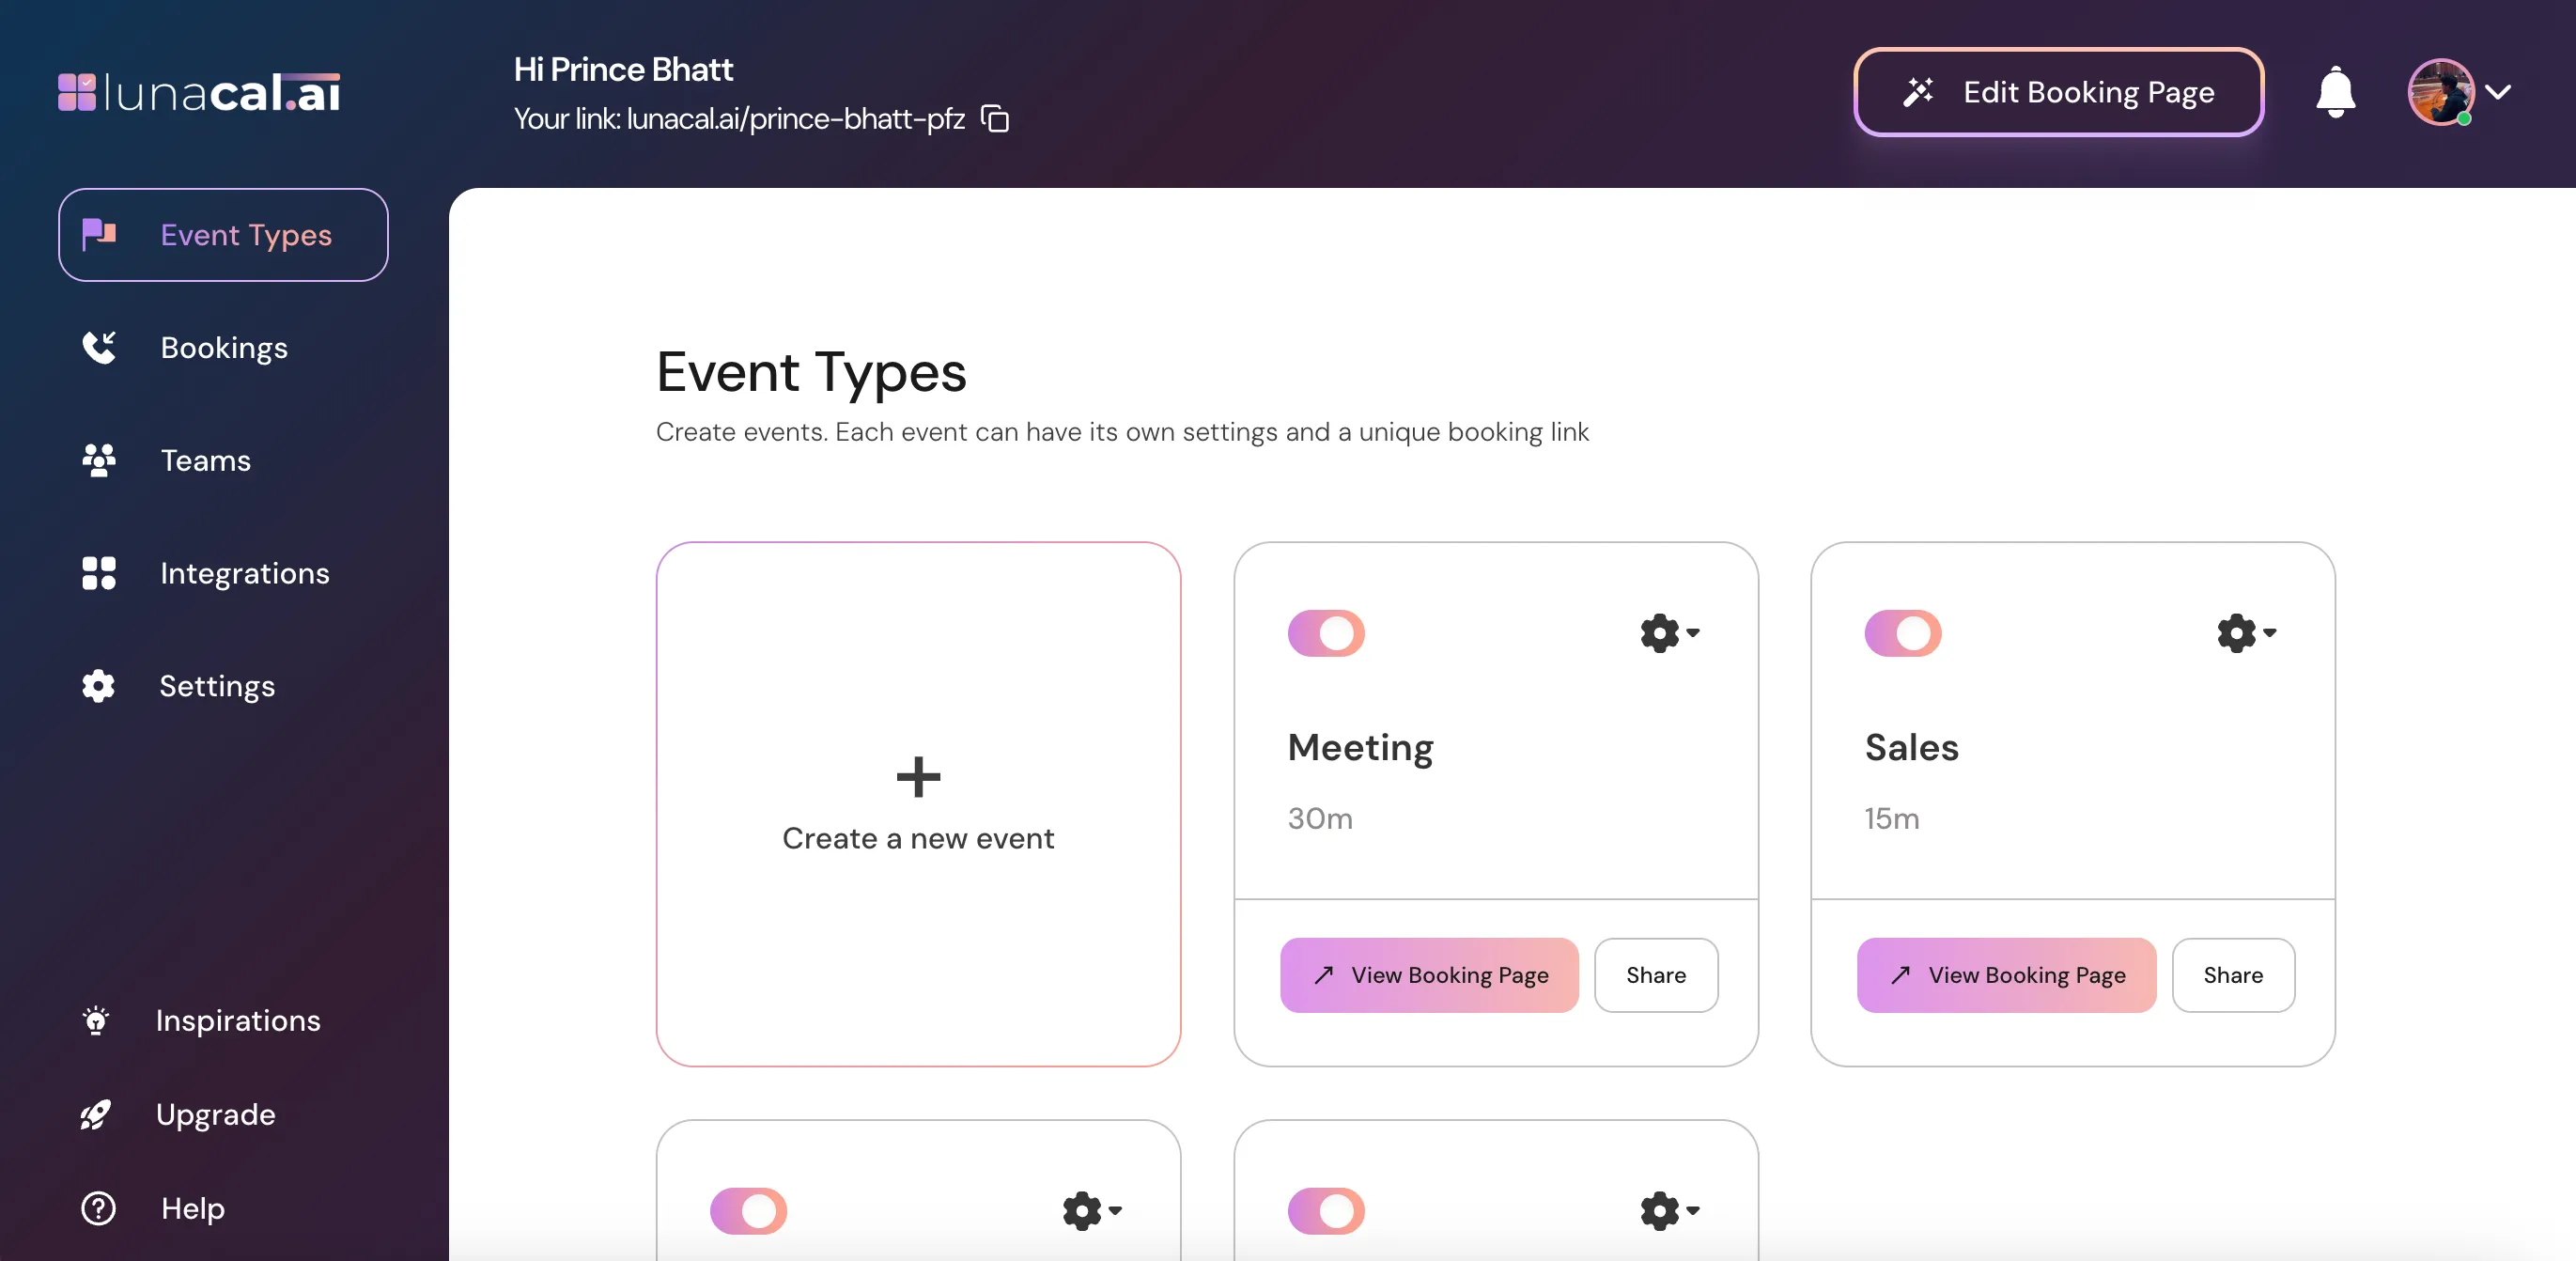 lunacal.ai
Hi Prince Bhatt
Your link: lunacal.ai/prince-bhatt-pfz
Edit Booking Page
Event Types
Bookings
Teams
Integrations
Settings
Inspirations
Upgrade
Help
Event Types
Create events. Each event can have its own settings and a unique booking link
Create a new event
Meeting
30m
View Booking Page
Share
Sales
15m
View Booking Page
Share